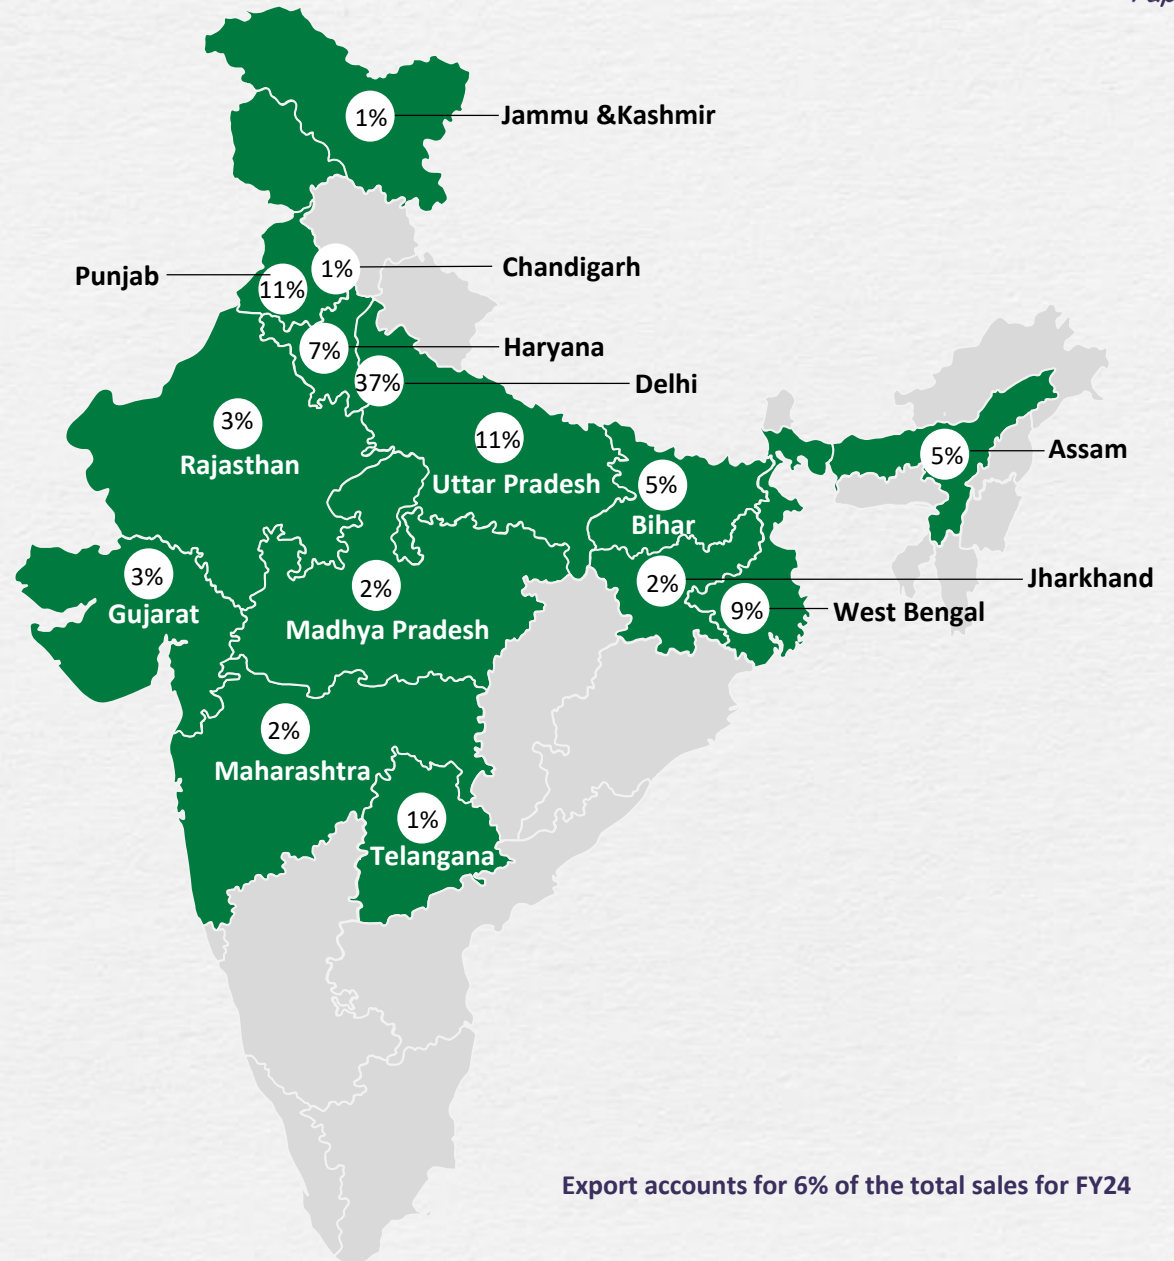 1%
Jammu &Kashmir
Punjab
1%
Chandigarh
11%
7%
Haryana
37%
Delhi
3%
Rajasthan
11%
Uttar Pradesh
5%
Assam
5%
Bihar
3%
Gujarat
2%
Madhya Pradesh
2%
Jharkhand
9%
West Bengal
2%
Maharashtra
1%
Telangana
Export accounts for 6% of the total sales for FY24